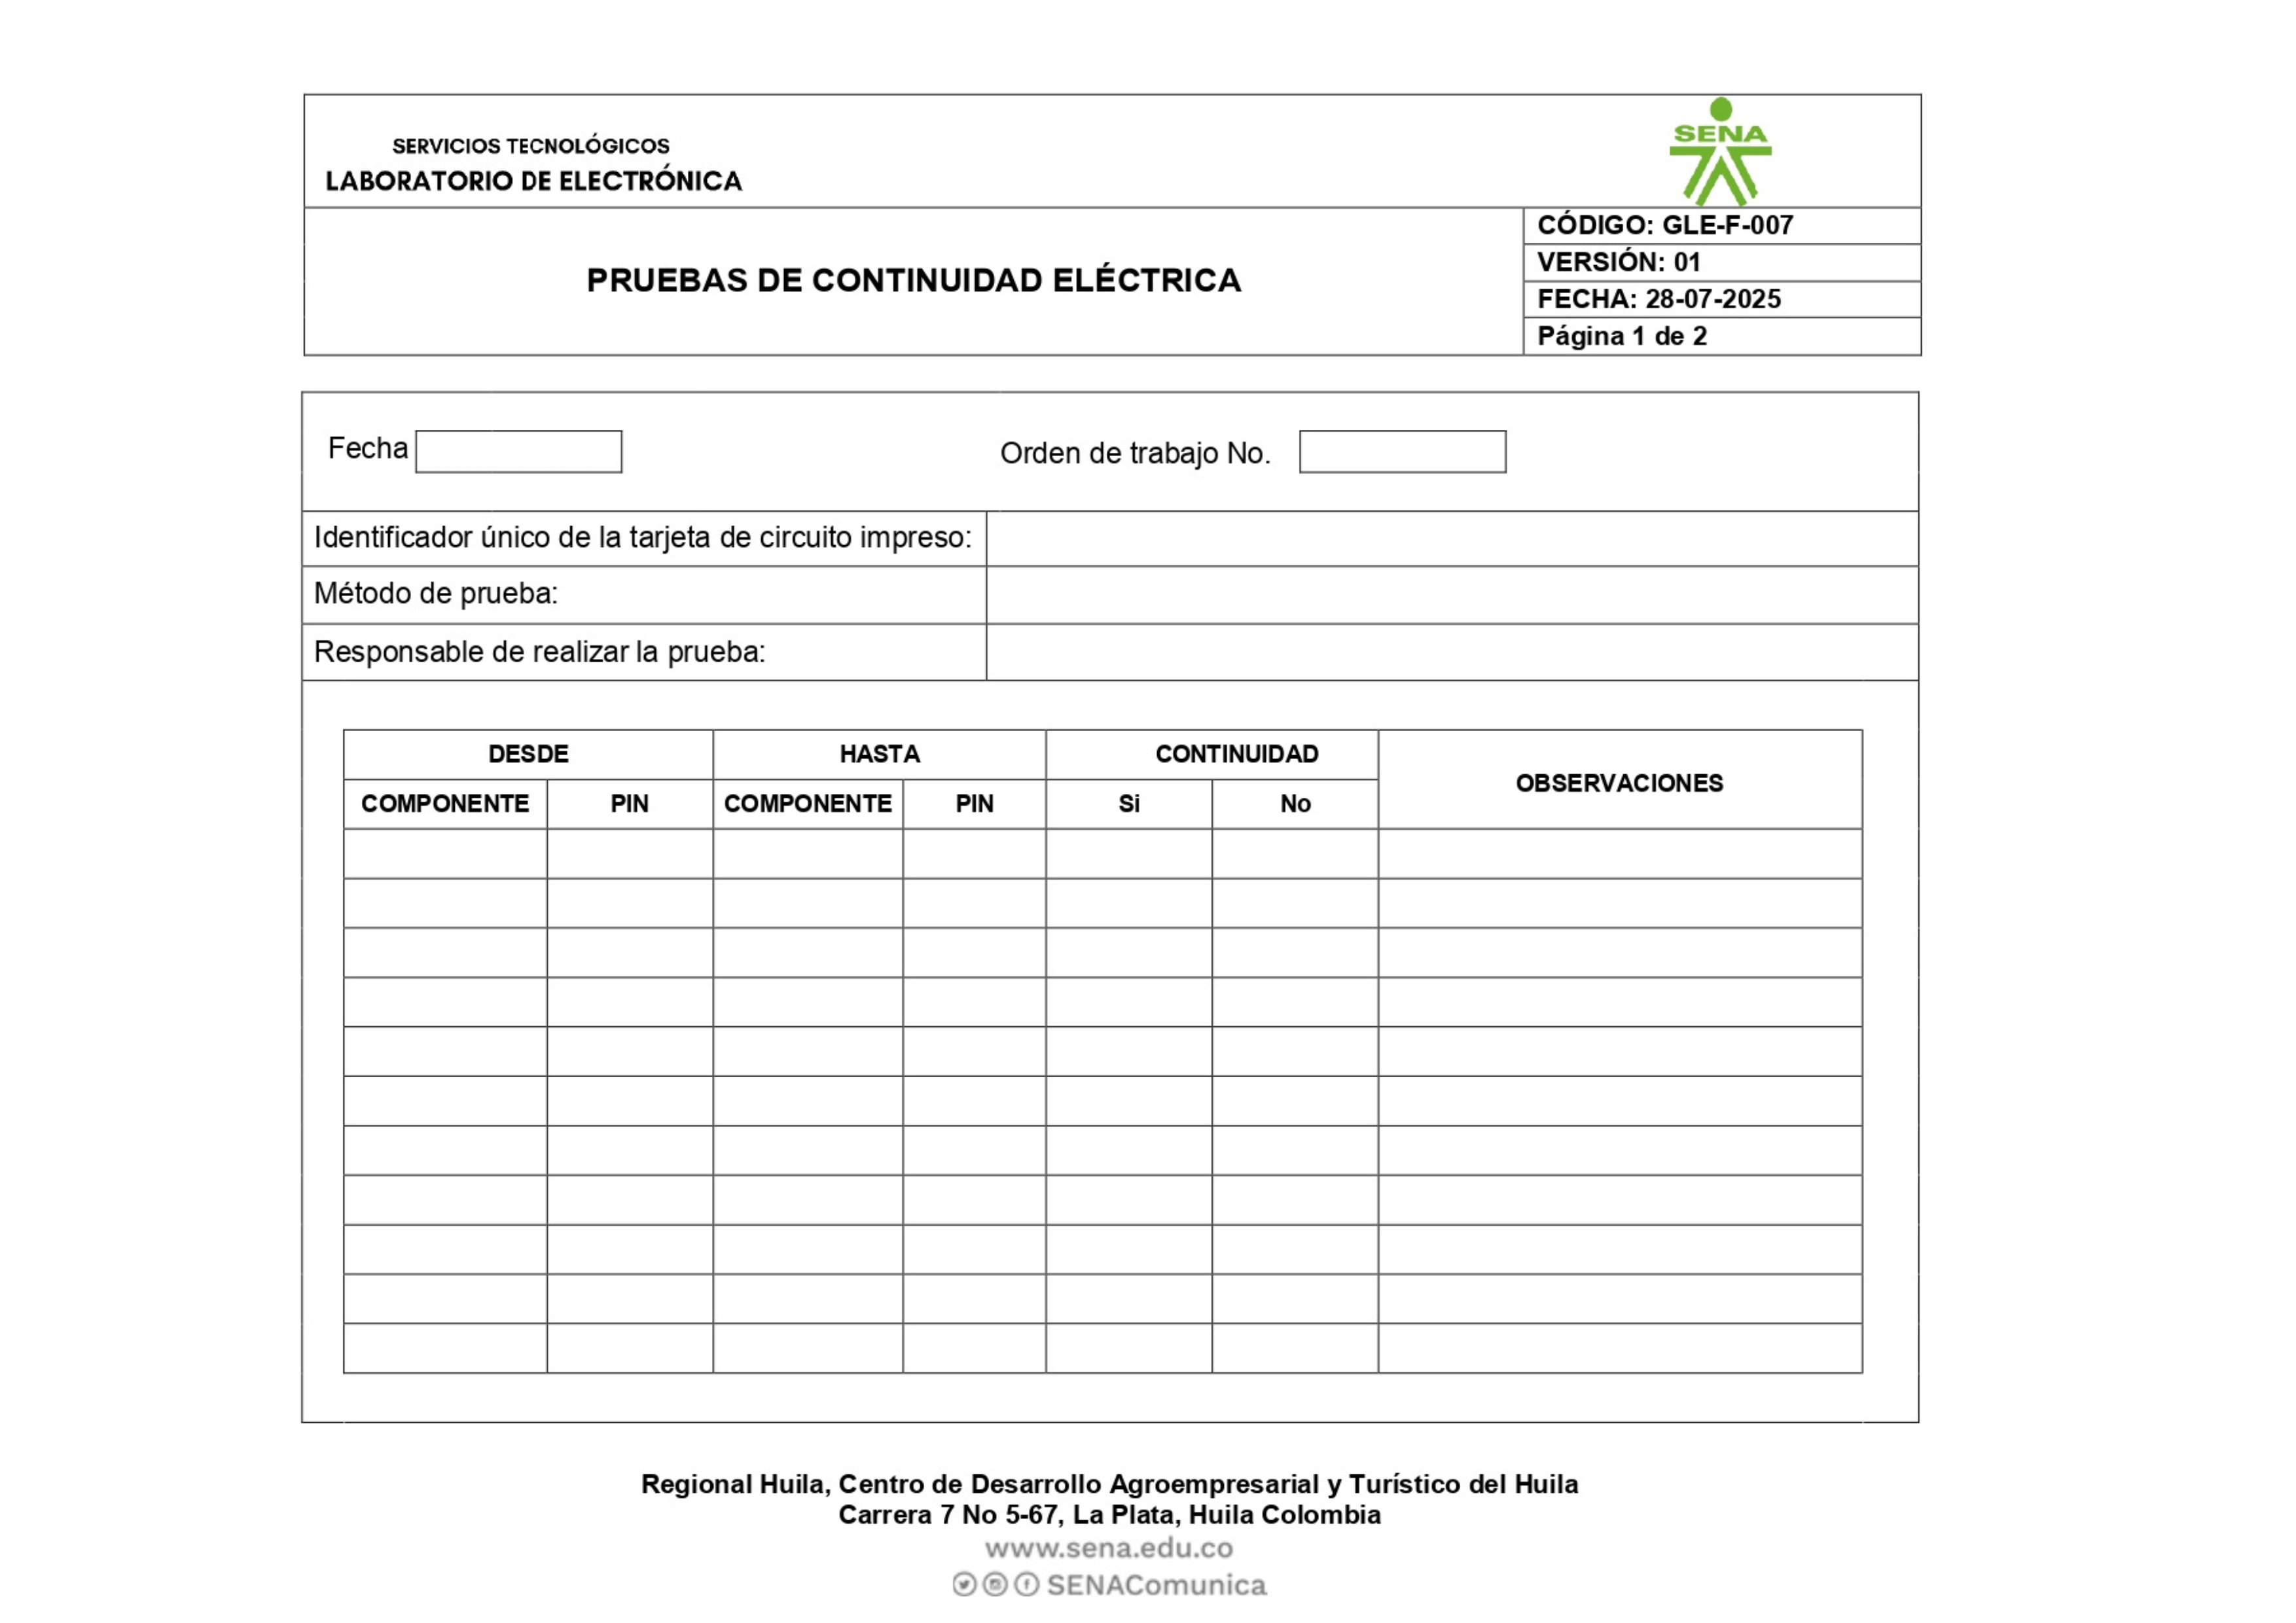 SERVICIOS TECNOLÓGICOS
LABORATORIO DE ELECTRÓNICA
SENA
PRUEBAS DE CONTINUIDAD ELÉCTRICA
CÓDIGO: GLE-F-007
VERSIÓN: 01
FECHA: 28-07-2025
Página 1 de 2
Fecha
Orden de trabajo No.
Identificador único de la tarjeta de circuito impreso:
Método de prueba:
Responsable de realizar la prueba:
DESDE HASTA CONTINUIDAD OBSERVACIONES
COMPONENTE PIN COMPONENTE PIN Si No
Regional Huila, Centro de Desarrollo Agroempresarial y Turístico del Huila
Carrera 7 No 5-67, La Plata, Huila Colombia
www.sena.edu.co
SENAComunica